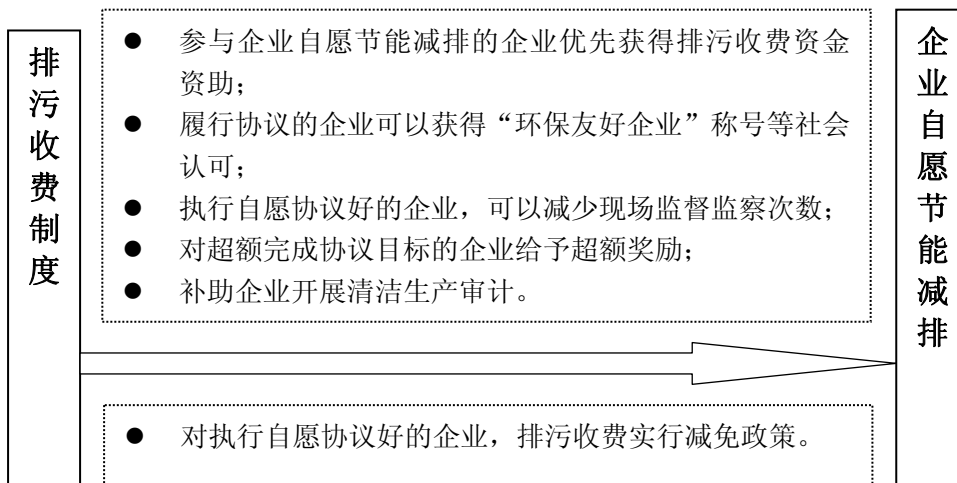 排污收费制度
● 参与企业自愿节能减排的企业优先获得排污收费资金
资助；
● 履行协议的企业可以获得“环保友好企业”称号等社会
认可；
● 执行自愿协议好的企业，可以减少现场监督监察次数；
● 对超额完成协议目标的企业给予超额奖励；
● 补助企业开展清洁生产审计。
● 对执行自愿协议好的企业，排污收费实行减免政策。
企业自愿节能减排